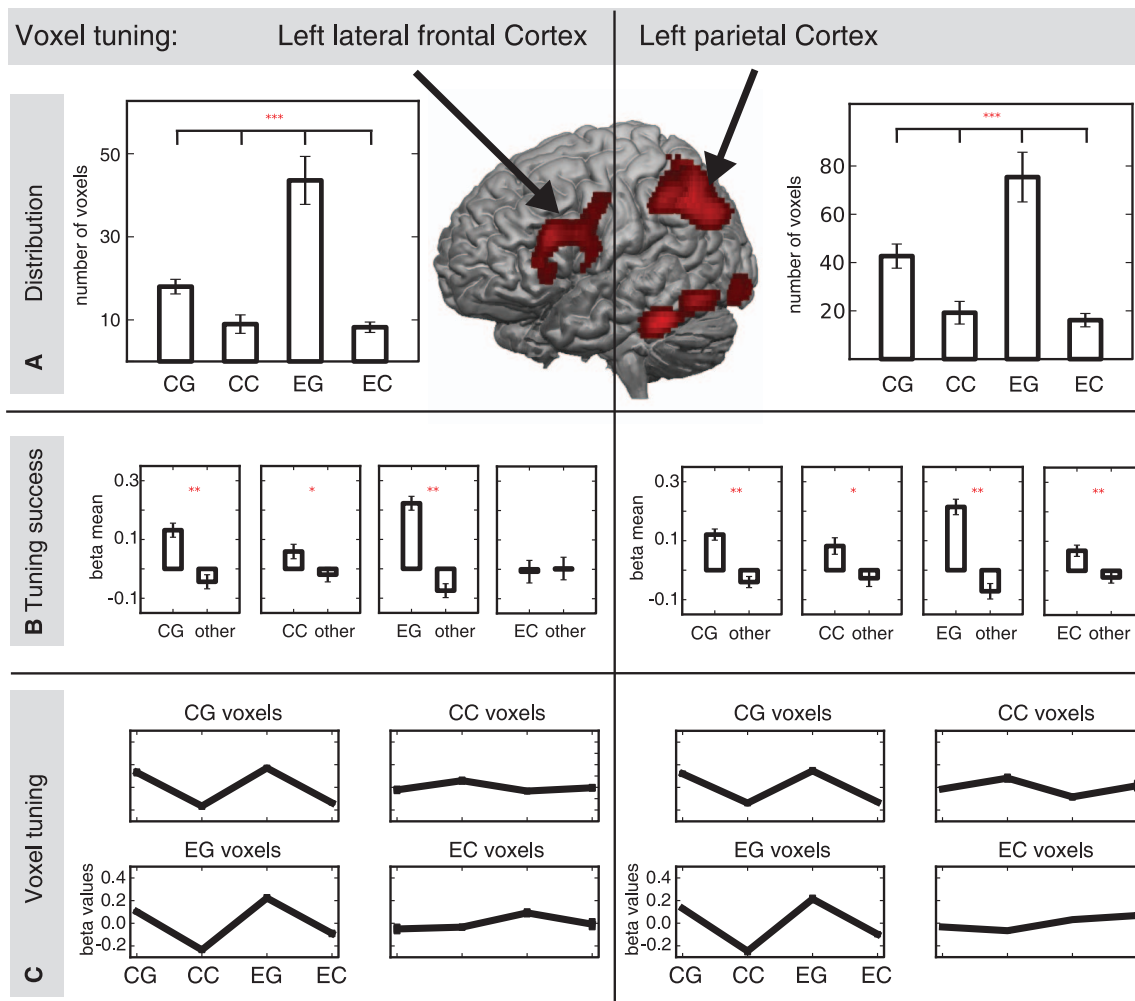 Voxel tuning:
Left lateral frontal Cortex
Left parietal Cortex
A Distribution
number of voxels
50
30
10
***
CG CC EG EC
number of voxels
80
60
40
20
***
CG CC EG EC
B Tuning success
beta mean
0.3
0.1
-0.1
**
CG other
*
CC other
**
EG other
EC other
beta mean
0.3
0.1
-0.1
**
CG other
*
CC other
**
EG other
**
EC other
C Voxel tuning
CG voxels
CC voxels
CG voxels
CC voxels
EG voxels
EC voxels
EG voxels
EC voxels
beta values
0.4
0.2
0.0
-0.2
CG CC EG EC
beta values
0.4
0.2
0.0
-0.2
CG CC EG EC